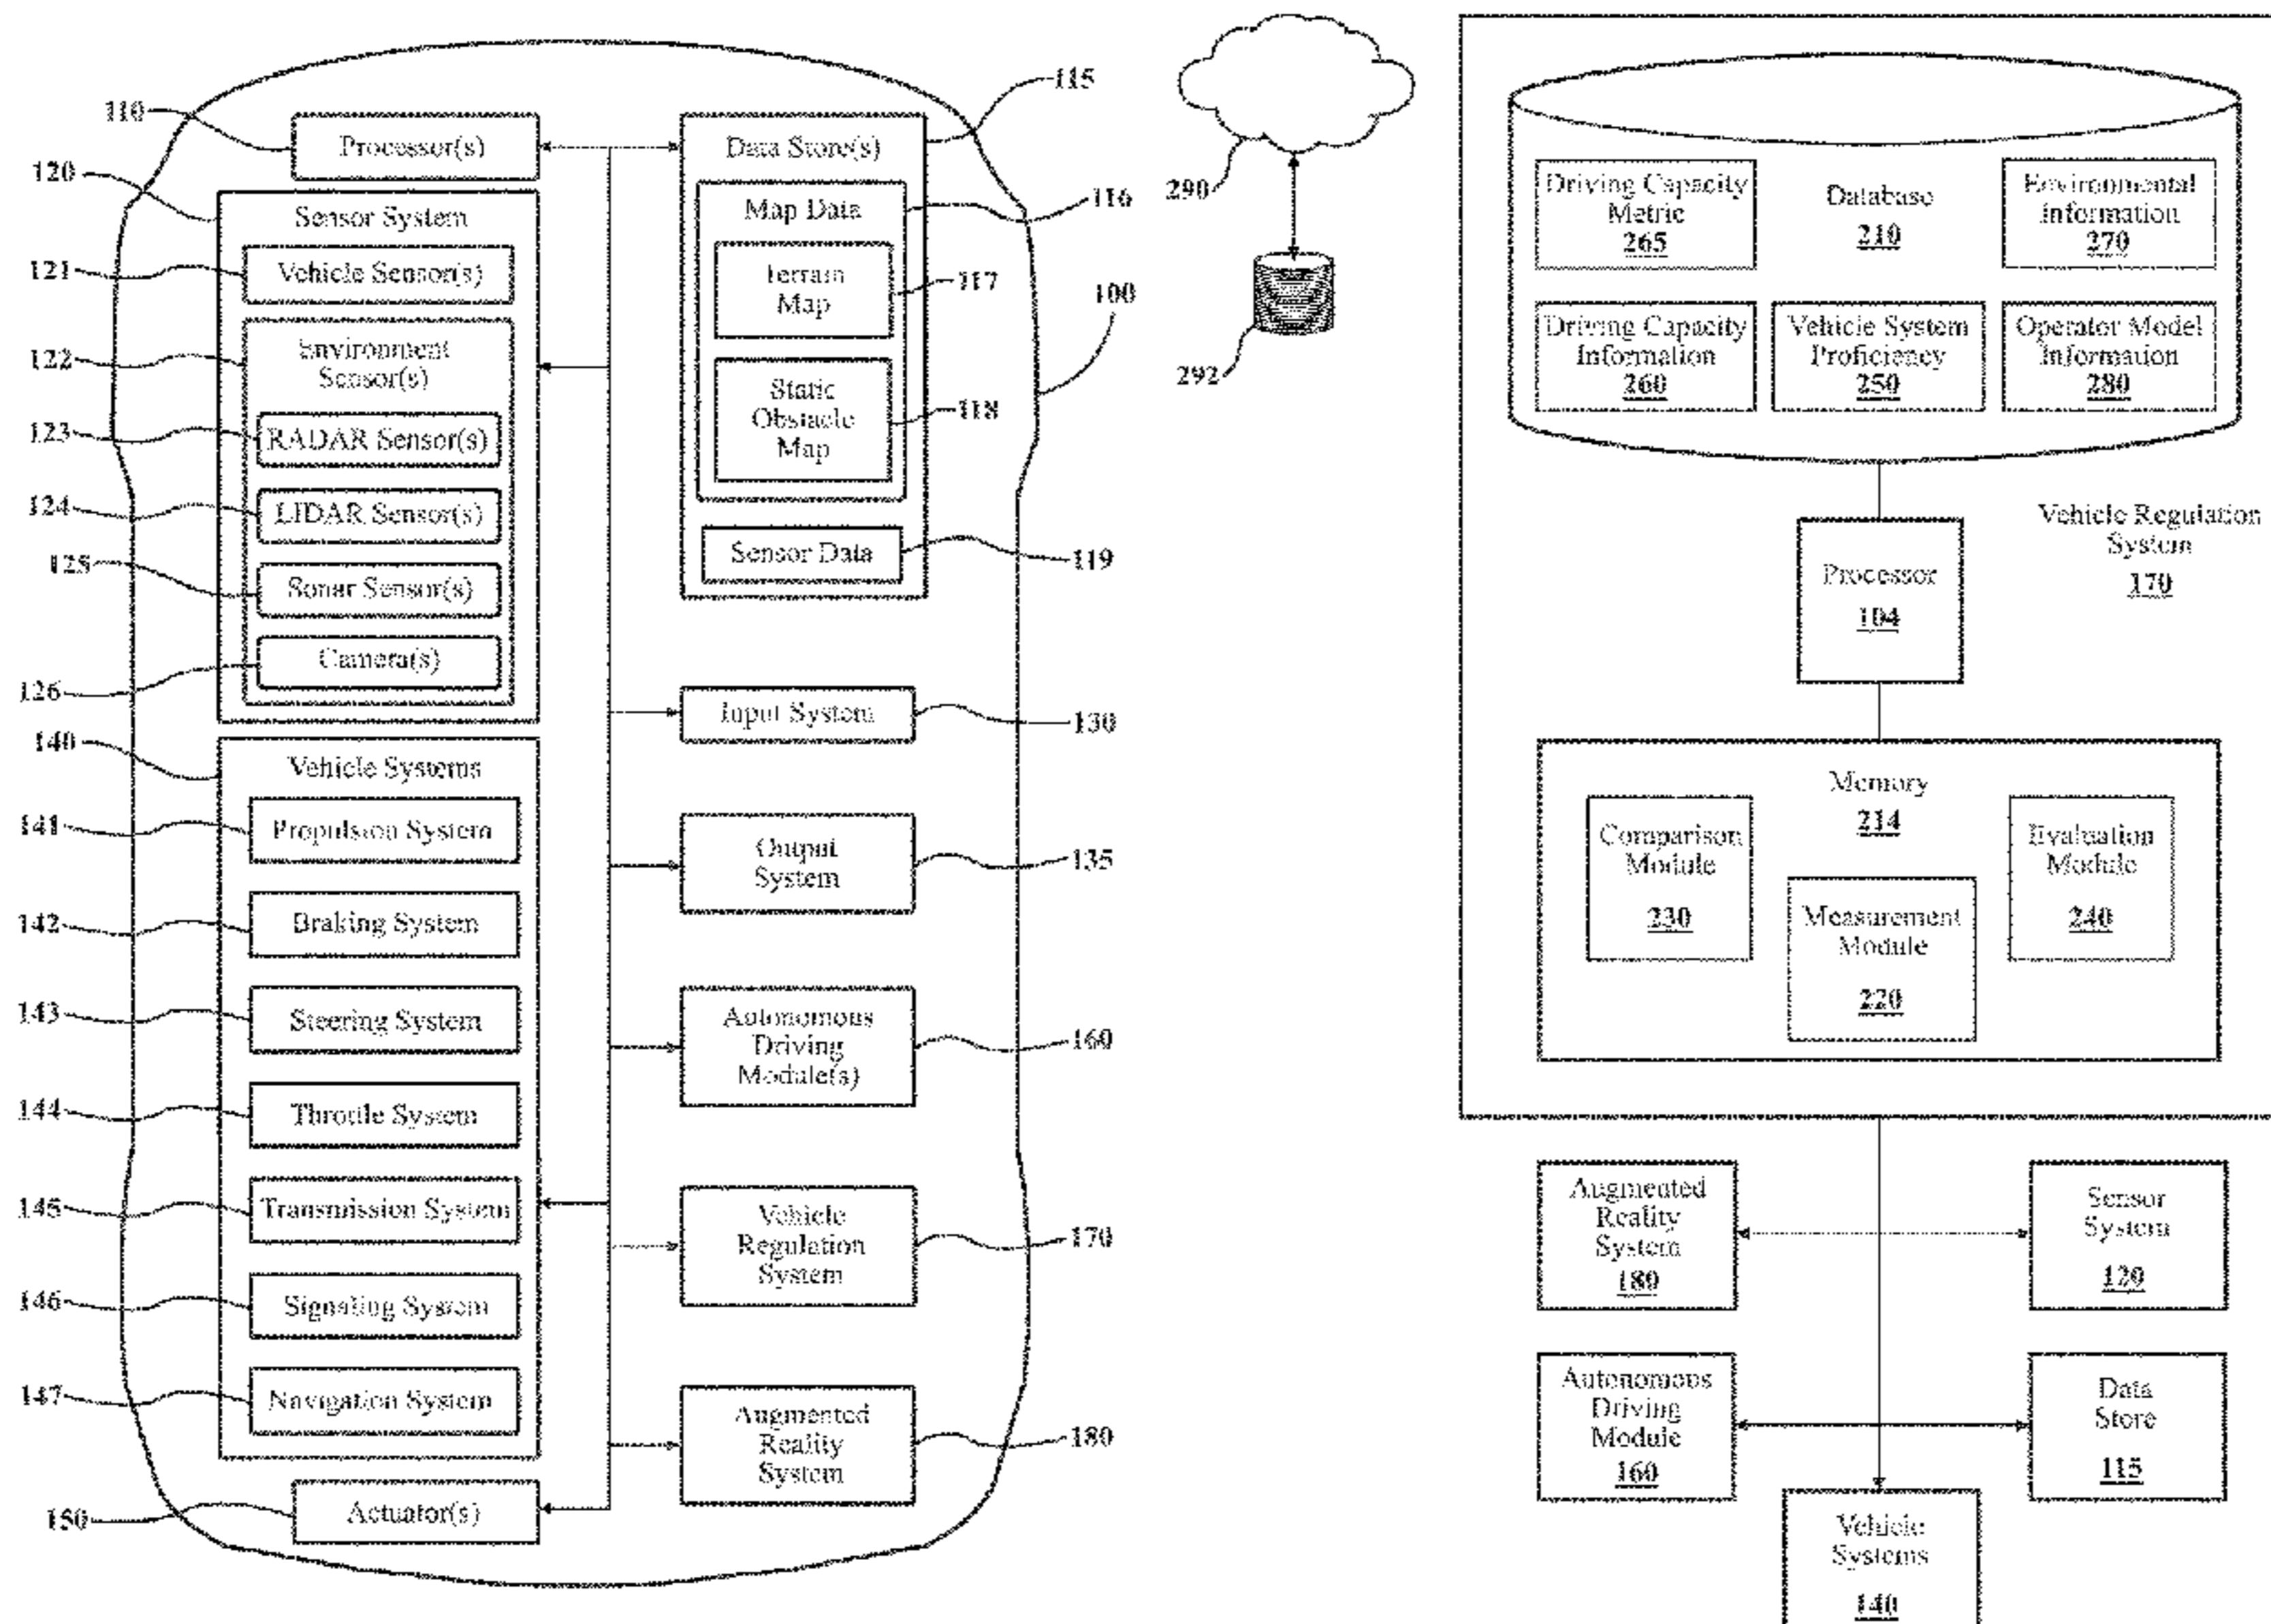 110
Processor(s)
120
Sensor System
121
Vehicle Sensor(s)
122
Environment
Sensor(s)
123
RADAR Sensor(s)
124
LIDAR Sensor(s)
125
Sonar Sensor(s)
126
Camera(s)
140
Vehicle Systems
141
Propulsion System
142
Braking System
143
Steering System
144
Throttle System
145
Transmission System
146
Signaling System
147
Navigation System
150
Actuator(s)
115
Data Store(s)
Map Data
116
Terrain
Map
117
Static
Obstacle
Map
118
Sensor Data
119
100
Input System
130
Output
System
135
Autonomous
Driving
Module(s)
160
Vehicle
Regulation
System
170
Augmented
Reality
System
180
290
292
Driving Capacity
Metric
265
Database
210
Environmental
Information
270
Driving Capacity
Information
260
Vehicle System
Proficiency
250
Operator Model
Information
280
Vehicle Regulation
System
170
Processor
104
Memory
214
Comparison
Module
230
Measurement
Module
220
Evaluation
Module
240
Augmented
Reality
System
180
Sensor
System
120
Autonomous
Driving
Module
160
Data
Store
115
Vehicle
Systems
140